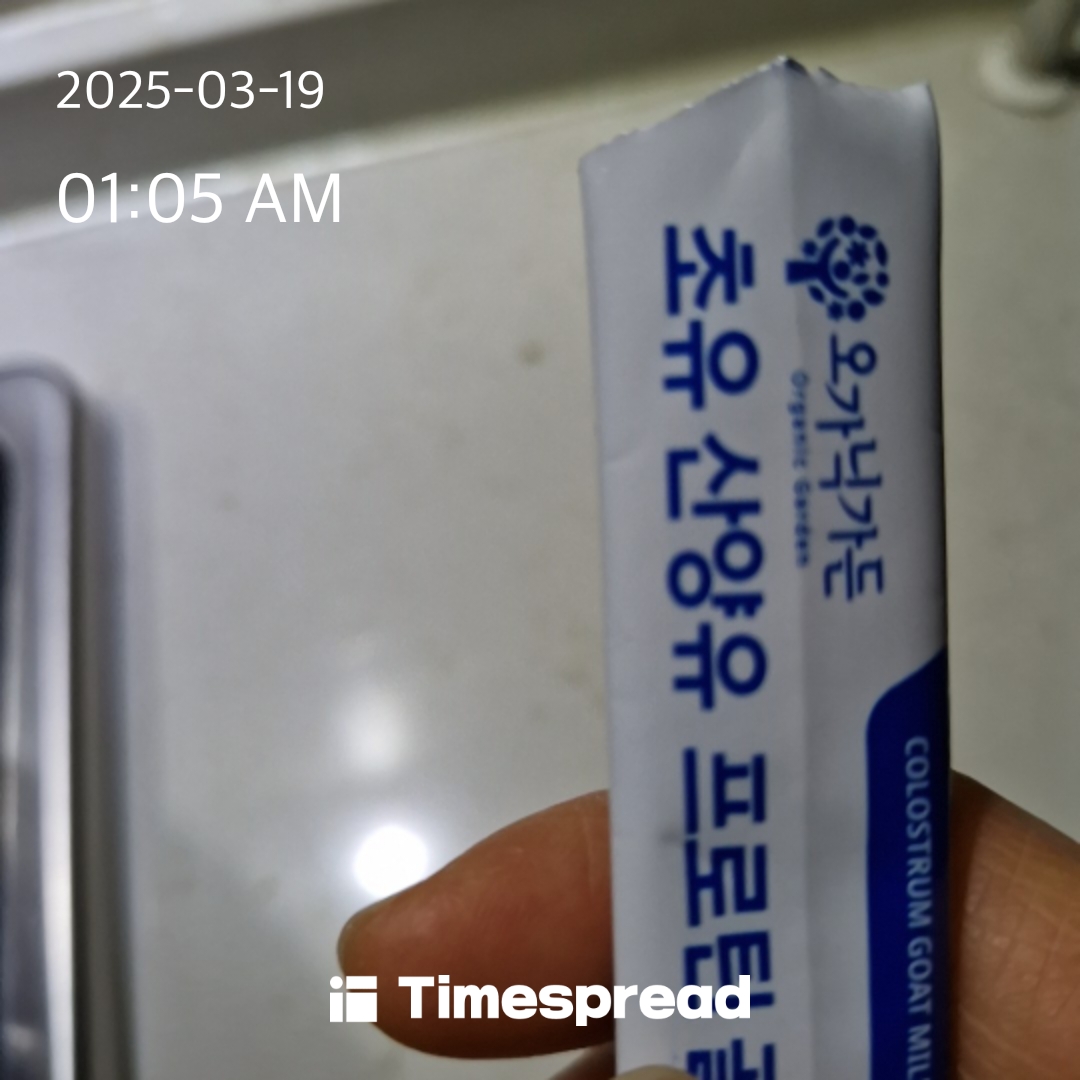 2025-03-19
01:05 AM
오가닉가든
Organic Garden
초유 산양유 프로틴
COLOSTRUM GOAT
Timespread